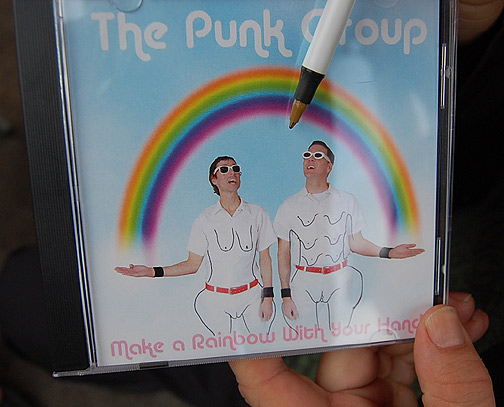 The Punk Group
Make a Rainbow With Your Hand